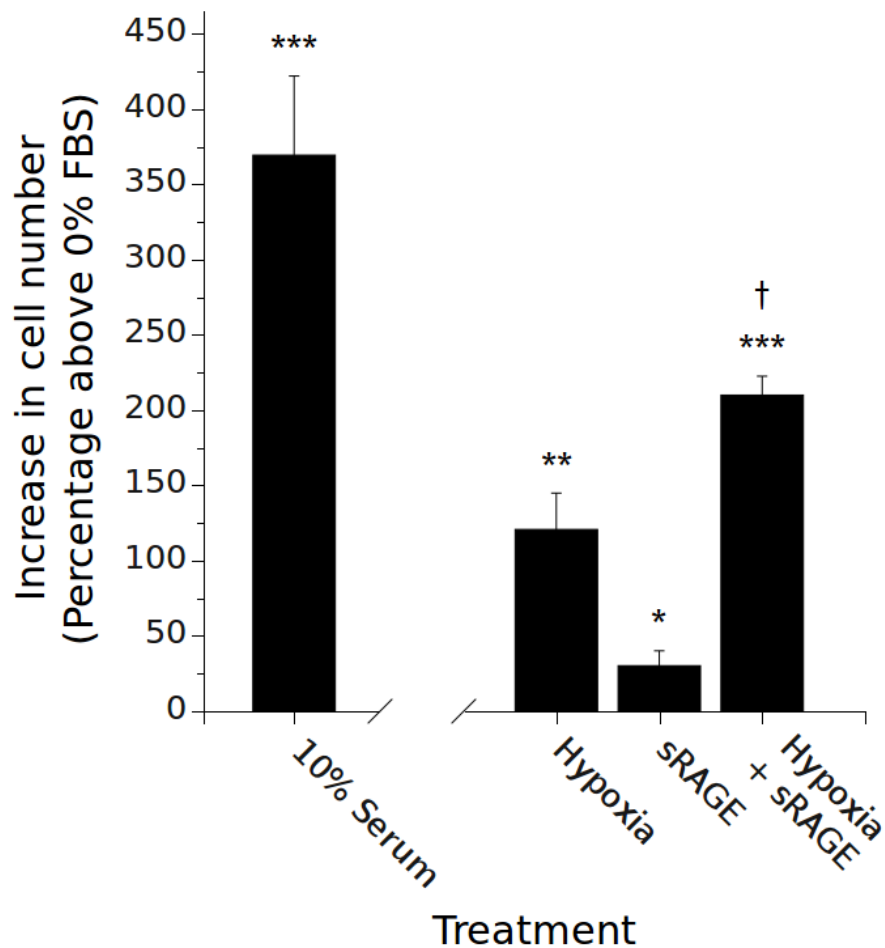 Increase in cell number
(Percentage above 0% FBS)
450
400
350
300
250
200
150
100
50
0
***
**
*
†
***
10% Serum
Hypoxia
sRAGE
Hypoxia
+ sRAGE
Treatment